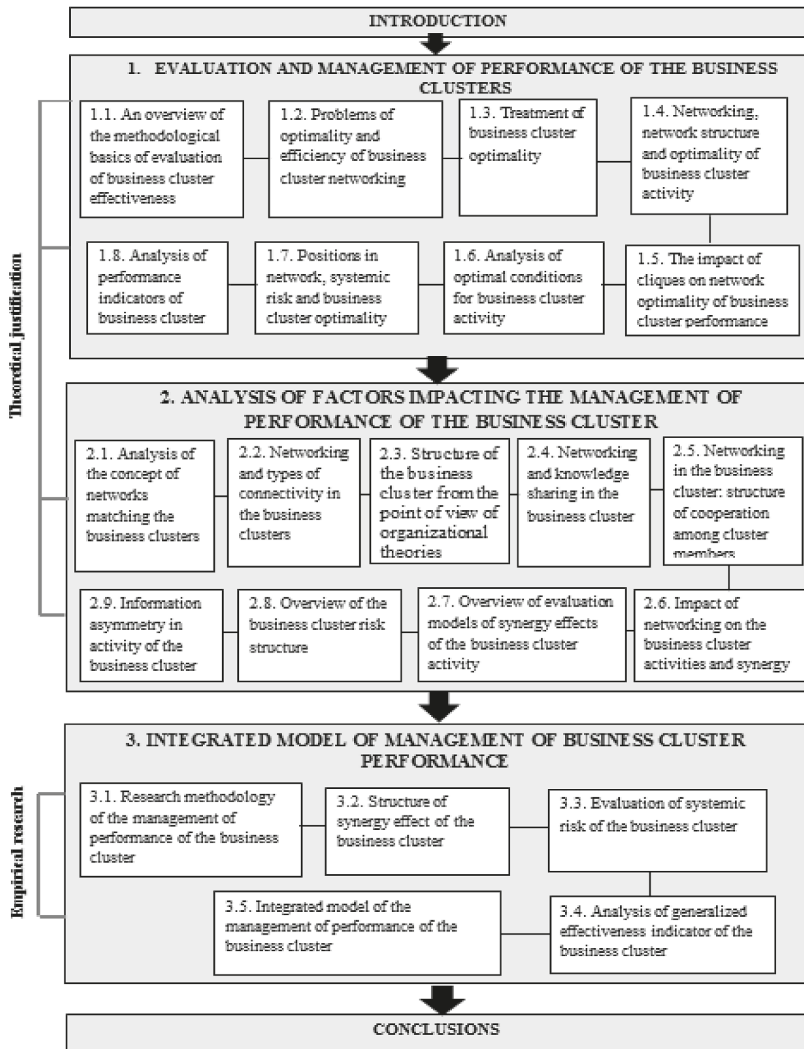 INTRODUCTION
1. EVALUATION AND MANAGEMENT OF PERFORMANCE OF THE BUSINESS
CLUSTERS
1.1. An overview of
the methodological
basics of evaluation
of business cluster
effectiveness
1.2. Problems of
optimality and
efficiency of business
cluster networking
1.3. Treatment of
business cluster
optimality
1.4. Networking,
network structure
and optimality of
business cluster
activity
1.8. Analysis of
performance
indicators of
business cluster
1.7. Positions in
network, systemic
risk and business
cluster optimality
1.6. Analysis of
optimal conditions
for business cluster
activity
1.5. The impact of
cliques on network
optimality of business
cluster performance
Theoretical justification
2. ANALYSIS OF FACTORS IMPACTING THE MANAGEMENT OF
PERFORMANCE OF THE BUSINESS CLUSTER
2.1. Analysis of
the concept of
networks
matching the
business clusters
2.2. Networking
and types of
connectivity in
the business
clusters
2.3. Structure of
the business
cluster from the
point of view of
organizational
theories
2.4. Networking
and knowledge
sharing in the
business cluster
2.5. Networking
in the business
cluster: structure
of cooperation
among cluster
members
2.9. Information
asymmetry in
activity of the
business cluster
2.8. Overview of the
business cluster risk
structure
2.7. Overview of evaluation
models of synergy effects
of the business cluster
activity
2.6. Impact of
networking on the
business cluster
activities and synergy
3. INTEGRATED MODEL OF MANAGEMENT OF BUSINESS CLUSTER
PERFORMANCE
3.1. Research methodology
of the management of
performance of the business
cluster
3.2. Structure of
synergy effect of the
business cluster
3.3. Evaluation of systemic
risk of the business cluster
3.5. Integrated model of the
management of performance of the
business cluster
3.4. Analysis of generalized
effectiveness indicator of the
business cluster
Empirical research
CONCLUSIONS